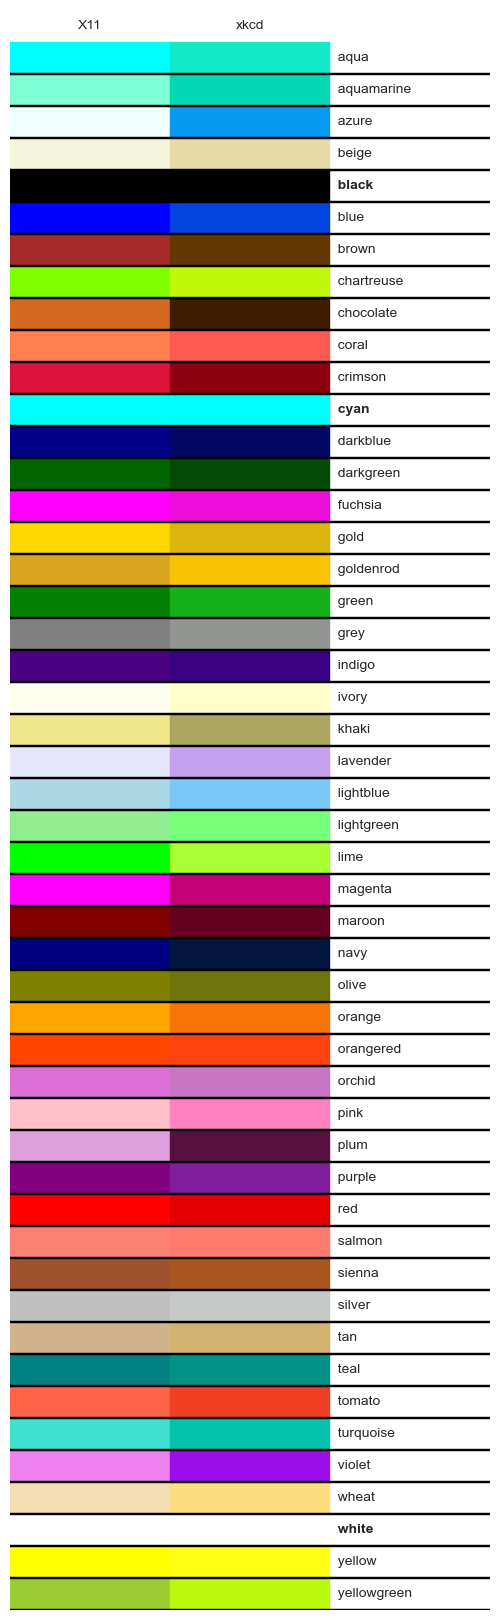 X11 xkcd
aqua
aquamarine
azure
beige
black
blue
brown
chartreuse
chocolate
coral
crimson
cyan
darkblue
darkgreen
fuchsia
gold
goldenrod
green
grey
indigo
ivory
khaki
lavender
lightblue
lightgreen
lime
magenta
maroon
navy
olive
orange
orangered
orchid
pink
plum
purple
red
salmon
sienna
silver
tan
teal
tomato
turquoise
violet
wheat
white
yellow
yellowgreen